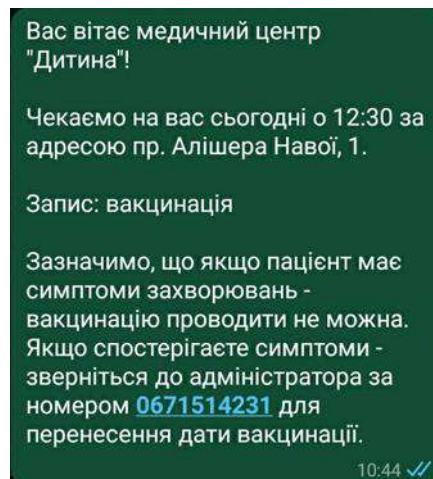 Вас вітає медичний центр
"Дитина"!
Чекаємо на вас сьогодні о 12:30 за
адресою пр. Алішера Навої, 1.
Запис: вакцинація
Зазначимо, що якщо пацієнт має
симптоми захворювань -
вакцинацію проводити не можна.
Якщо спостерігаєте симптоми -
зверніться до адміністратора за
номером 0671514231 для
перенесення дати вакцинації.
10:44